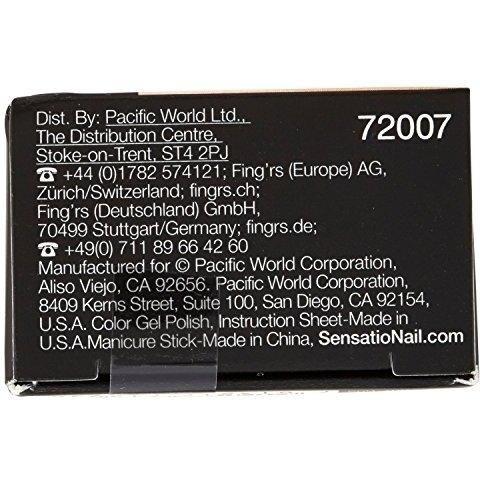 Dist. By: Pacific World Ltd.,
The Distribution Centre,
Stoke-on-Trent, ST4 2PJ
☎ +44 (0)1782 574121; Fing'rs (Europe) AG,
Zürich/Switzerland; fingrs.ch;
Fing'rs (Deutschland) GmbH,
70499 Stuttgart/Germany; fingrs.de;
☎ +49(0) 711 89 66 42 60
Manufactured for © Pacific World Corporation,
Aliso Viejo, CA 92656. Pacific World Corporation,
8409 Kerns Street, Suite 100, San Diego, CA 92154,
U.S.A. Color Gel Polish, Instruction Sheet-Made in
U.S.A.Manicure Stick-Made in China, SensatioNail.com
72007